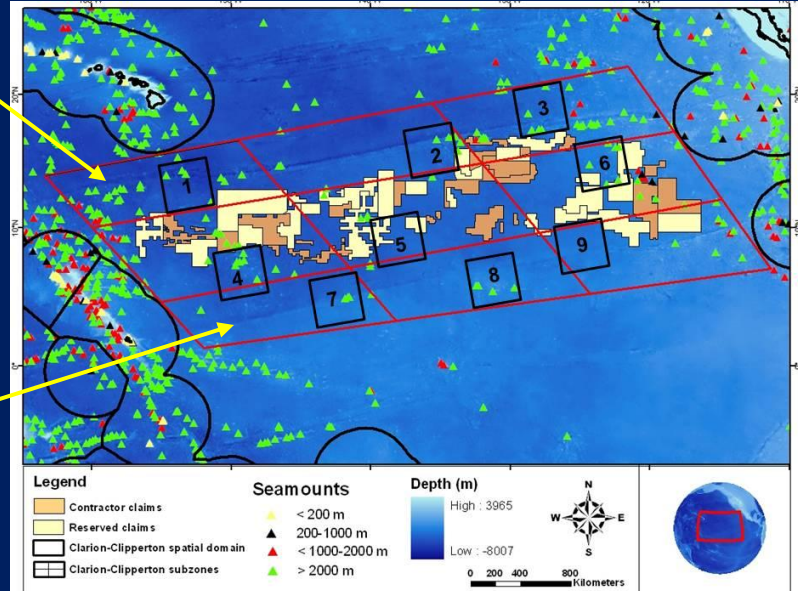 20°N
10°N
1
2
3
4
5
6
7
8
9
Legend
Contractor claims
Reserved claims
Clarion-Clipperton spatial domain
Clarion-Clipperton subzones
Seamounts
< 200 m
200-1000 m
<1000-2000 m
> 2000 m
Depth (m)
High : 3965
Low : -8007
N
W
E
S
0 200 400 800
Kilometers